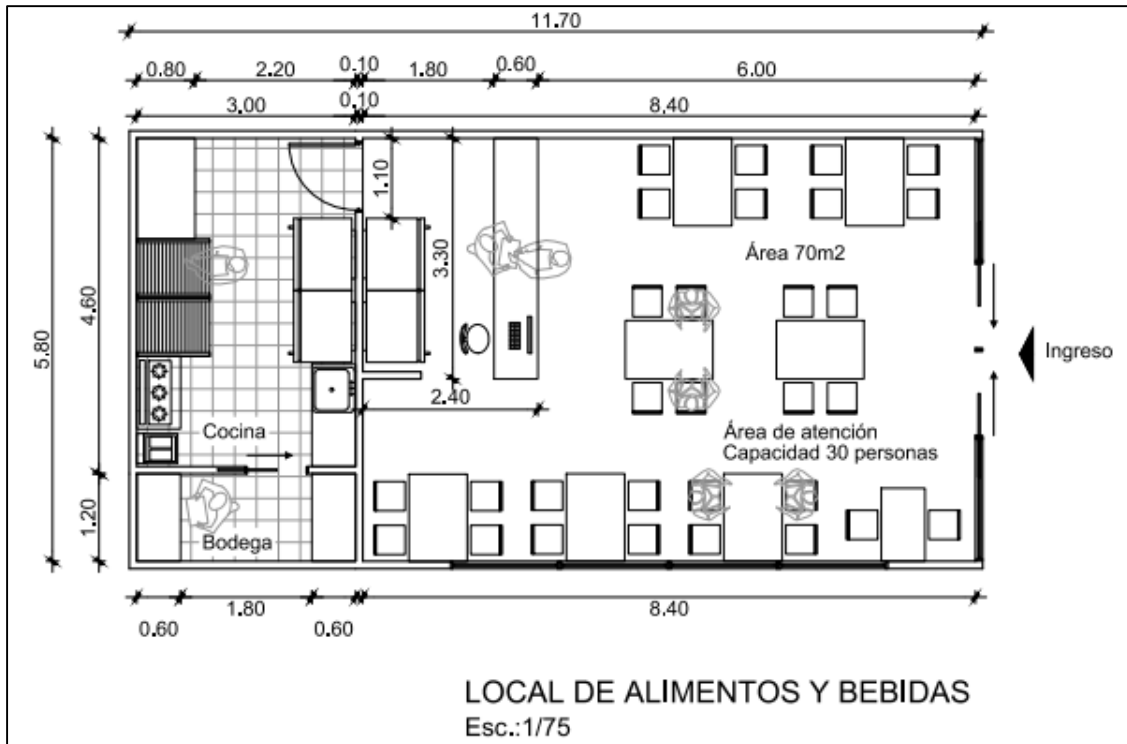 11.70
0.80
2.20
0.10
1.80
0.60
6.00
3.00
0.10
8.40
5.80
4.60
1.20
1.10
3.30
2.40
Área 70m2
Ingreso
Cocina
Área de atención
Capacidad 30 personas
Bodega
0.60
1.80
0.60
8.40
LOCAL DE ALIMENTOS Y BEBIDAS
Esc.:1/75